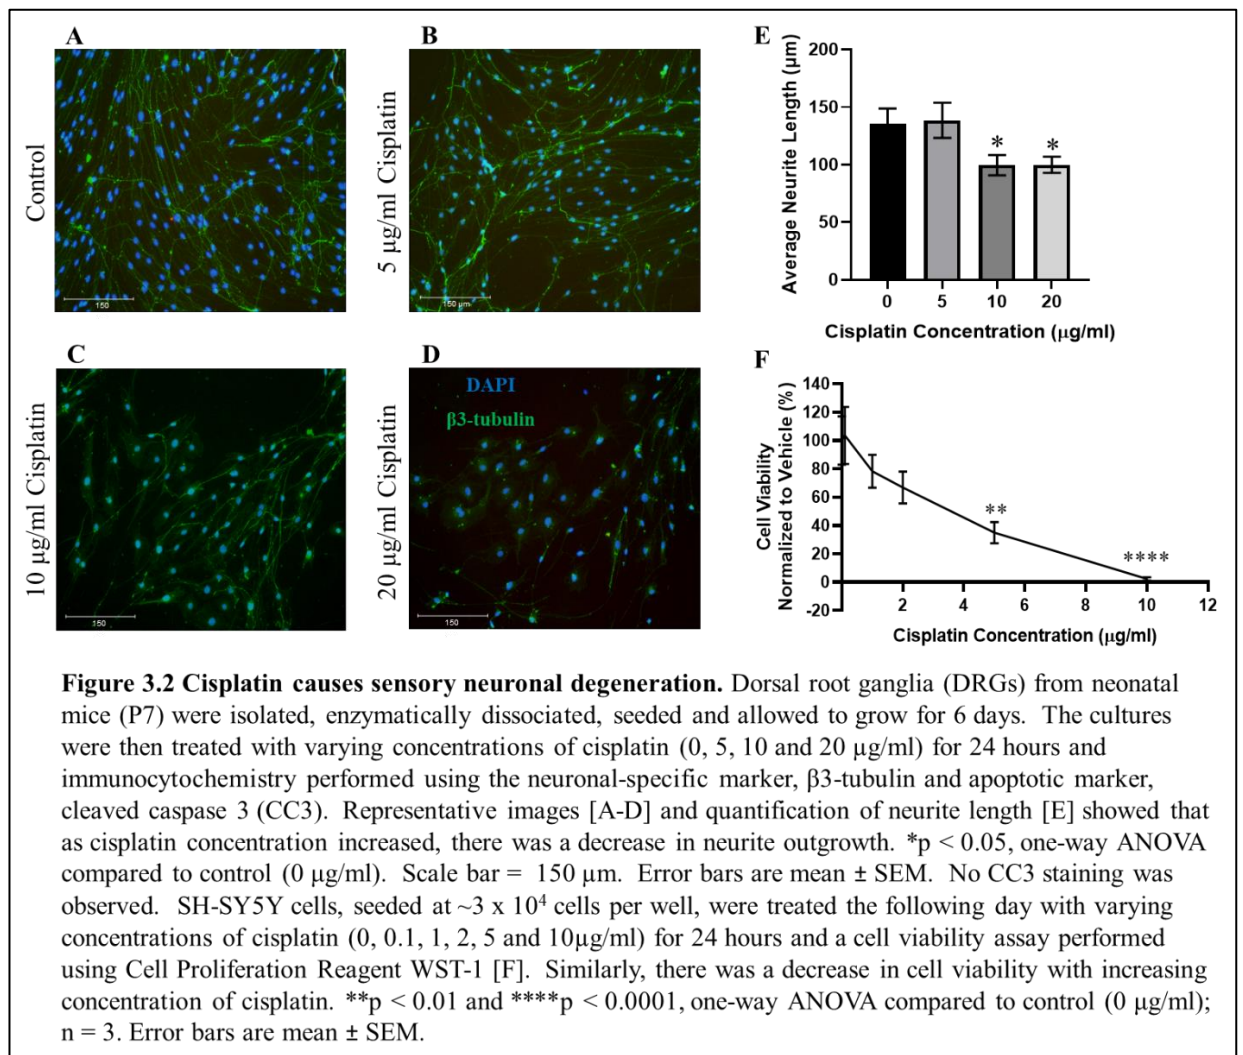 A
B
E
Control
5 µg/ml Cisplatin
150
150 µm
Average Neurite Length (µm)
200
150
100
50
0
*
*
0 5 10 20
Cisplatin Concentration (µg/ml)
C
D
F
10 µg/ml Cisplatin
20 µg/ml Cisplatin
DAPI
β3-tubulin
150
150
Cell Viability
Normalized to Vehicle (%)
140
120
100
80
60
40
20
0
-20
**
****
2 4 6 8 10 12
Cisplatin Concentration (µg/ml)
Figure 3.2 Cisplatin causes sensory neuronal degeneration. Dorsal root ganglia (DRGs) from neonatal
mice (P7) were isolated, enzymatically dissociated, seeded and allowed to grow for 6 days. The cultures
were then treated with varying concentrations of cisplatin (0, 5, 10 and 20 µg/ml) for 24 hours and
immunocytochemistry performed using the neuronal-specific marker, β3-tubulin and apoptotic marker,
cleaved caspase 3 (CC3). Representative images [A-D] and quantification of neurite length [E] showed that
as cisplatin concentration increased, there was a decrease in neurite outgrowth. *p < 0.05, one-way ANOVA
compared to control (0 µg/ml). Scale bar = 150 µm. Error bars are mean ± SEM. No CC3 staining was
observed. SH-SY5Y cells, seeded at ~3 x 10⁴ cells per well, were treated the following day with varying
concentrations of cisplatin (0, 0.1, 1, 2, 5 and 10µg/ml) for 24 hours and a cell viability assay performed
using Cell Proliferation Reagent WST-1 [F]. Similarly, there was a decrease in cell viability with increasing
concentration of cisplatin. **p < 0.01 and ****p < 0.0001, one-way ANOVA compared to control (0 µg/ml);
n = 3. Error bars are mean ± SEM.